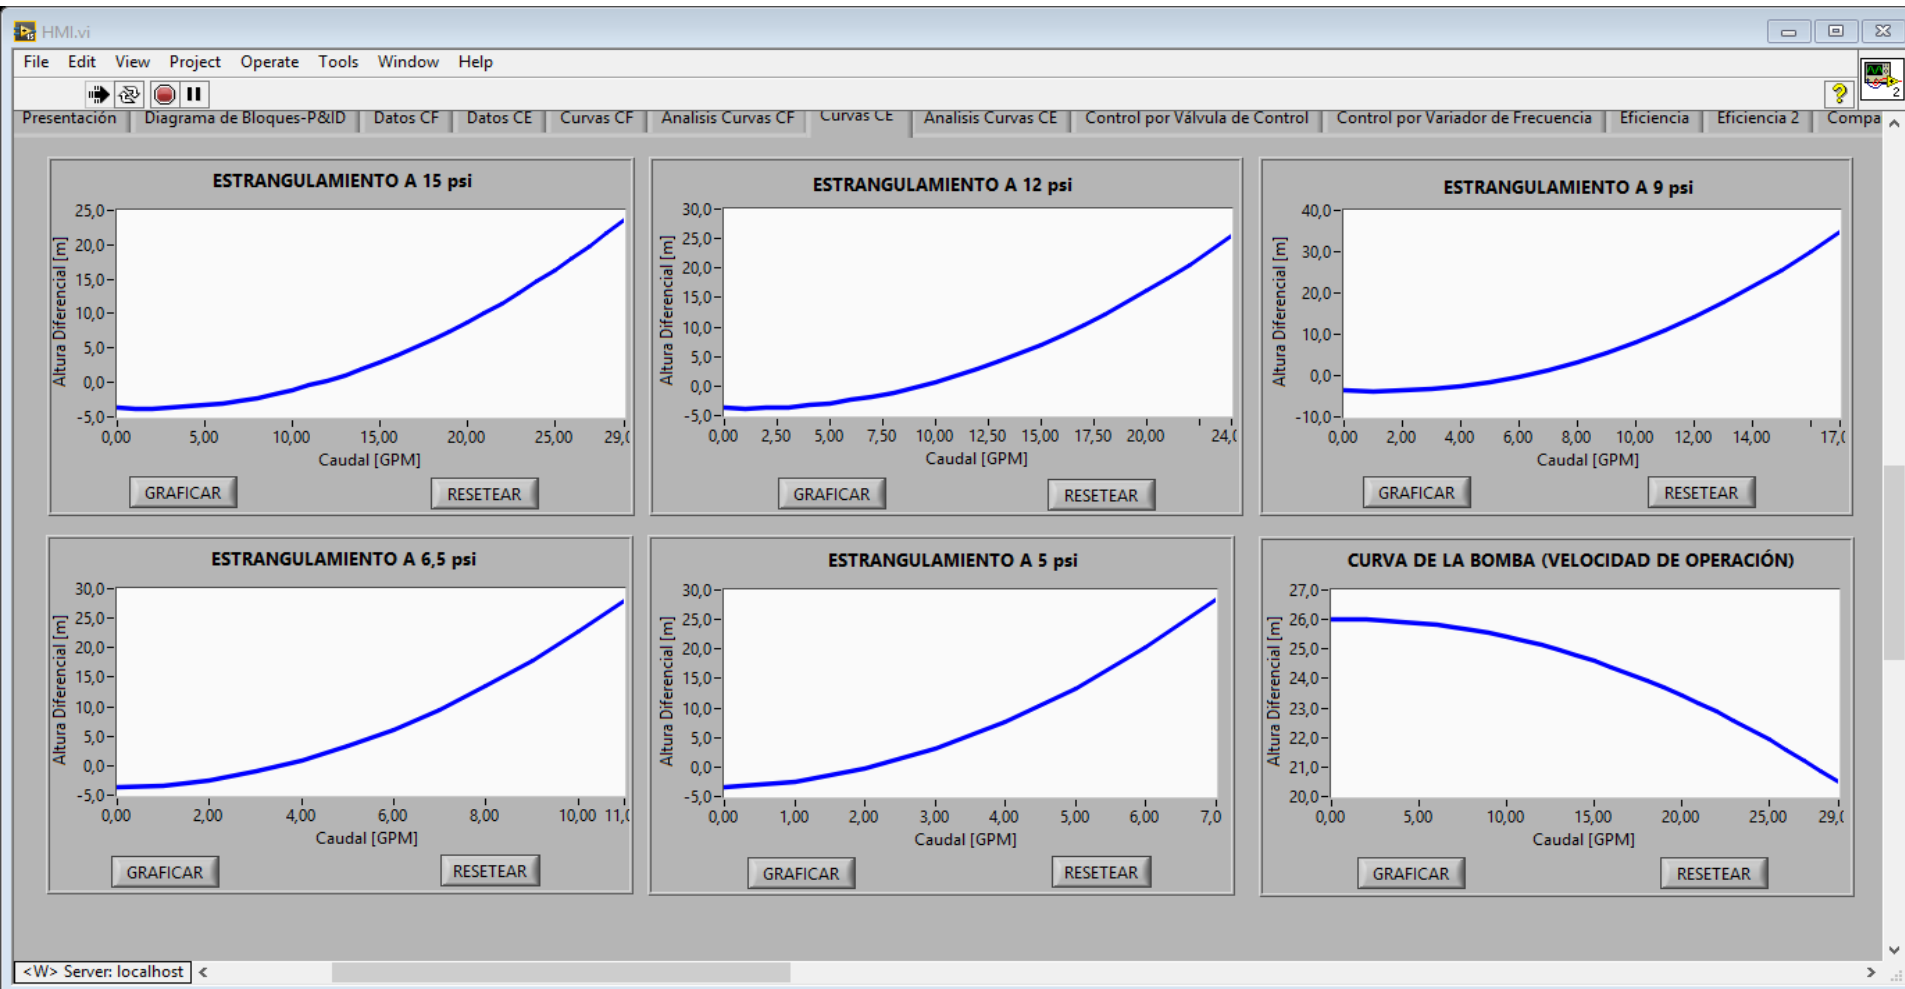 HMI.vi
File Edit View Project Operate Tools Window Help
2
Presentación Diagrama de Bloques-P&ID Datos CF Datos CE Curvas CF Analisis Curvas CF Curvas CE Analisis Curvas CE Control por Válvula de Control Control por Variador de Frecuencia Eficiencia Eficiencia 2 Compa
ESTRANGULAMIENTO A 15 psi
Altura Diferencial [m]
25,0
20,0
15,0
10,0
5,0
0,0
-5,0
0,00 5,00 10,00 15,00 20,00 25,00 29,0
Caudal [GPM]
GRAFICAR RESETEAR
ESTRANGULAMIENTO A 12 psi
Altura Diferencial [m]
30,0
25,0
20,0
15,0
10,0
5,0
0,0
-5,0
0,00 2,50 5,00 7,50 10,00 12,50 15,00 17,50 20,00 24,0
Caudal [GPM]
GRAFICAR RESETEAR
ESTRANGULAMIENTO A 9 psi
Altura Diferencial [m]
40,0
30,0
20,0
10,0
0,0
-10,0
0,00 2,00 4,00 6,00 8,00 10,00 12,00 14,00 17,0
Caudal [GPM]
GRAFICAR RESETEAR
ESTRANGULAMIENTO A 6,5 psi
Altura Diferencial [m]
30,0
25,0
20,0
15,0
10,0
5,0
0,0
-5,0
0,00 2,00 4,00 6,00 8,00 10,00 11,0
Caudal [GPM]
GRAFICAR RESETEAR
ESTRANGULAMIENTO A 5 psi
Altura Diferencial [m]
30,0
25,0
20,0
15,0
10,0
5,0
0,0
-5,0
0,00 1,00 2,00 3,00 4,00 5,00 6,00 7,0
Caudal [GPM]
GRAFICAR RESETEAR
CURVA DE LA BOMBA (VELOCIDAD DE OPERACIÓN)
Altura Diferencial [m]
27,0
26,0
25,0
24,0
23,0
22,0
21,0
20,0
0,00 5,00 10,00 15,00 20,00 25,00 29,0
Caudal [GPM]
GRAFICAR RESETEAR
<W> Server: localhost